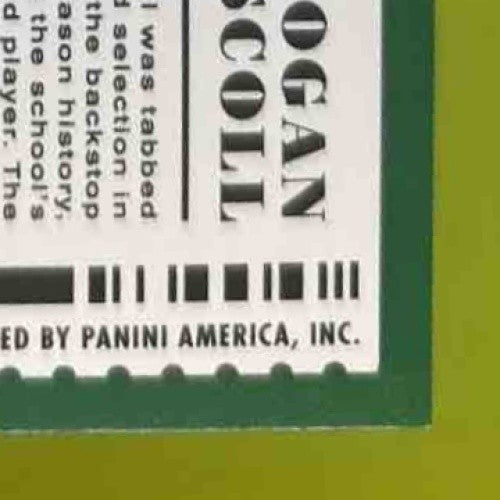 OGAN
SCOLL
l was tabbed
d selection in
the backstop
ason history,
the school's
d player. The
ED BY PANINI AMERICA, INC.